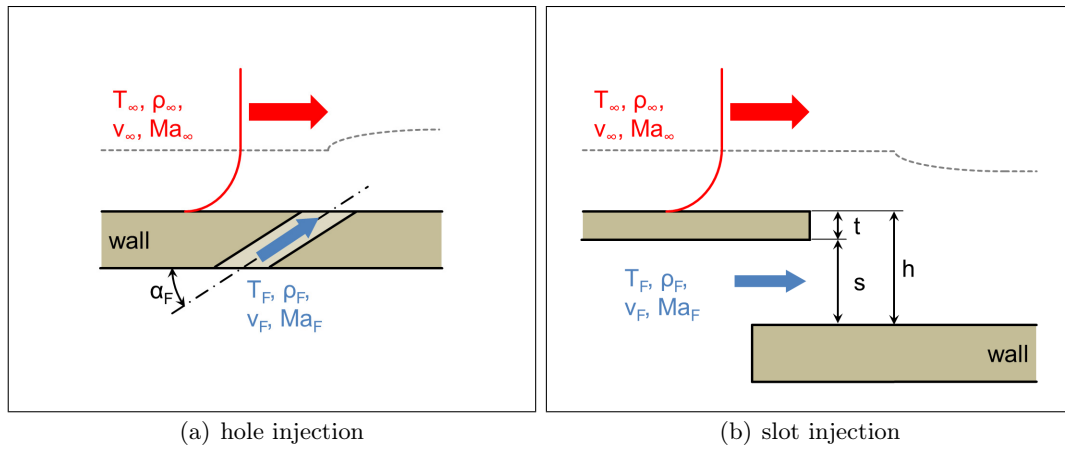 T∞, ρ∞,
v∞, Ma∞
wall
αF
TF, ρF,
vF, MaF
(a) hole injection
T∞, ρ∞,
v∞, Ma∞
t
s
h
TF, ρF,
vF, MaF
wall
(b) slot injection